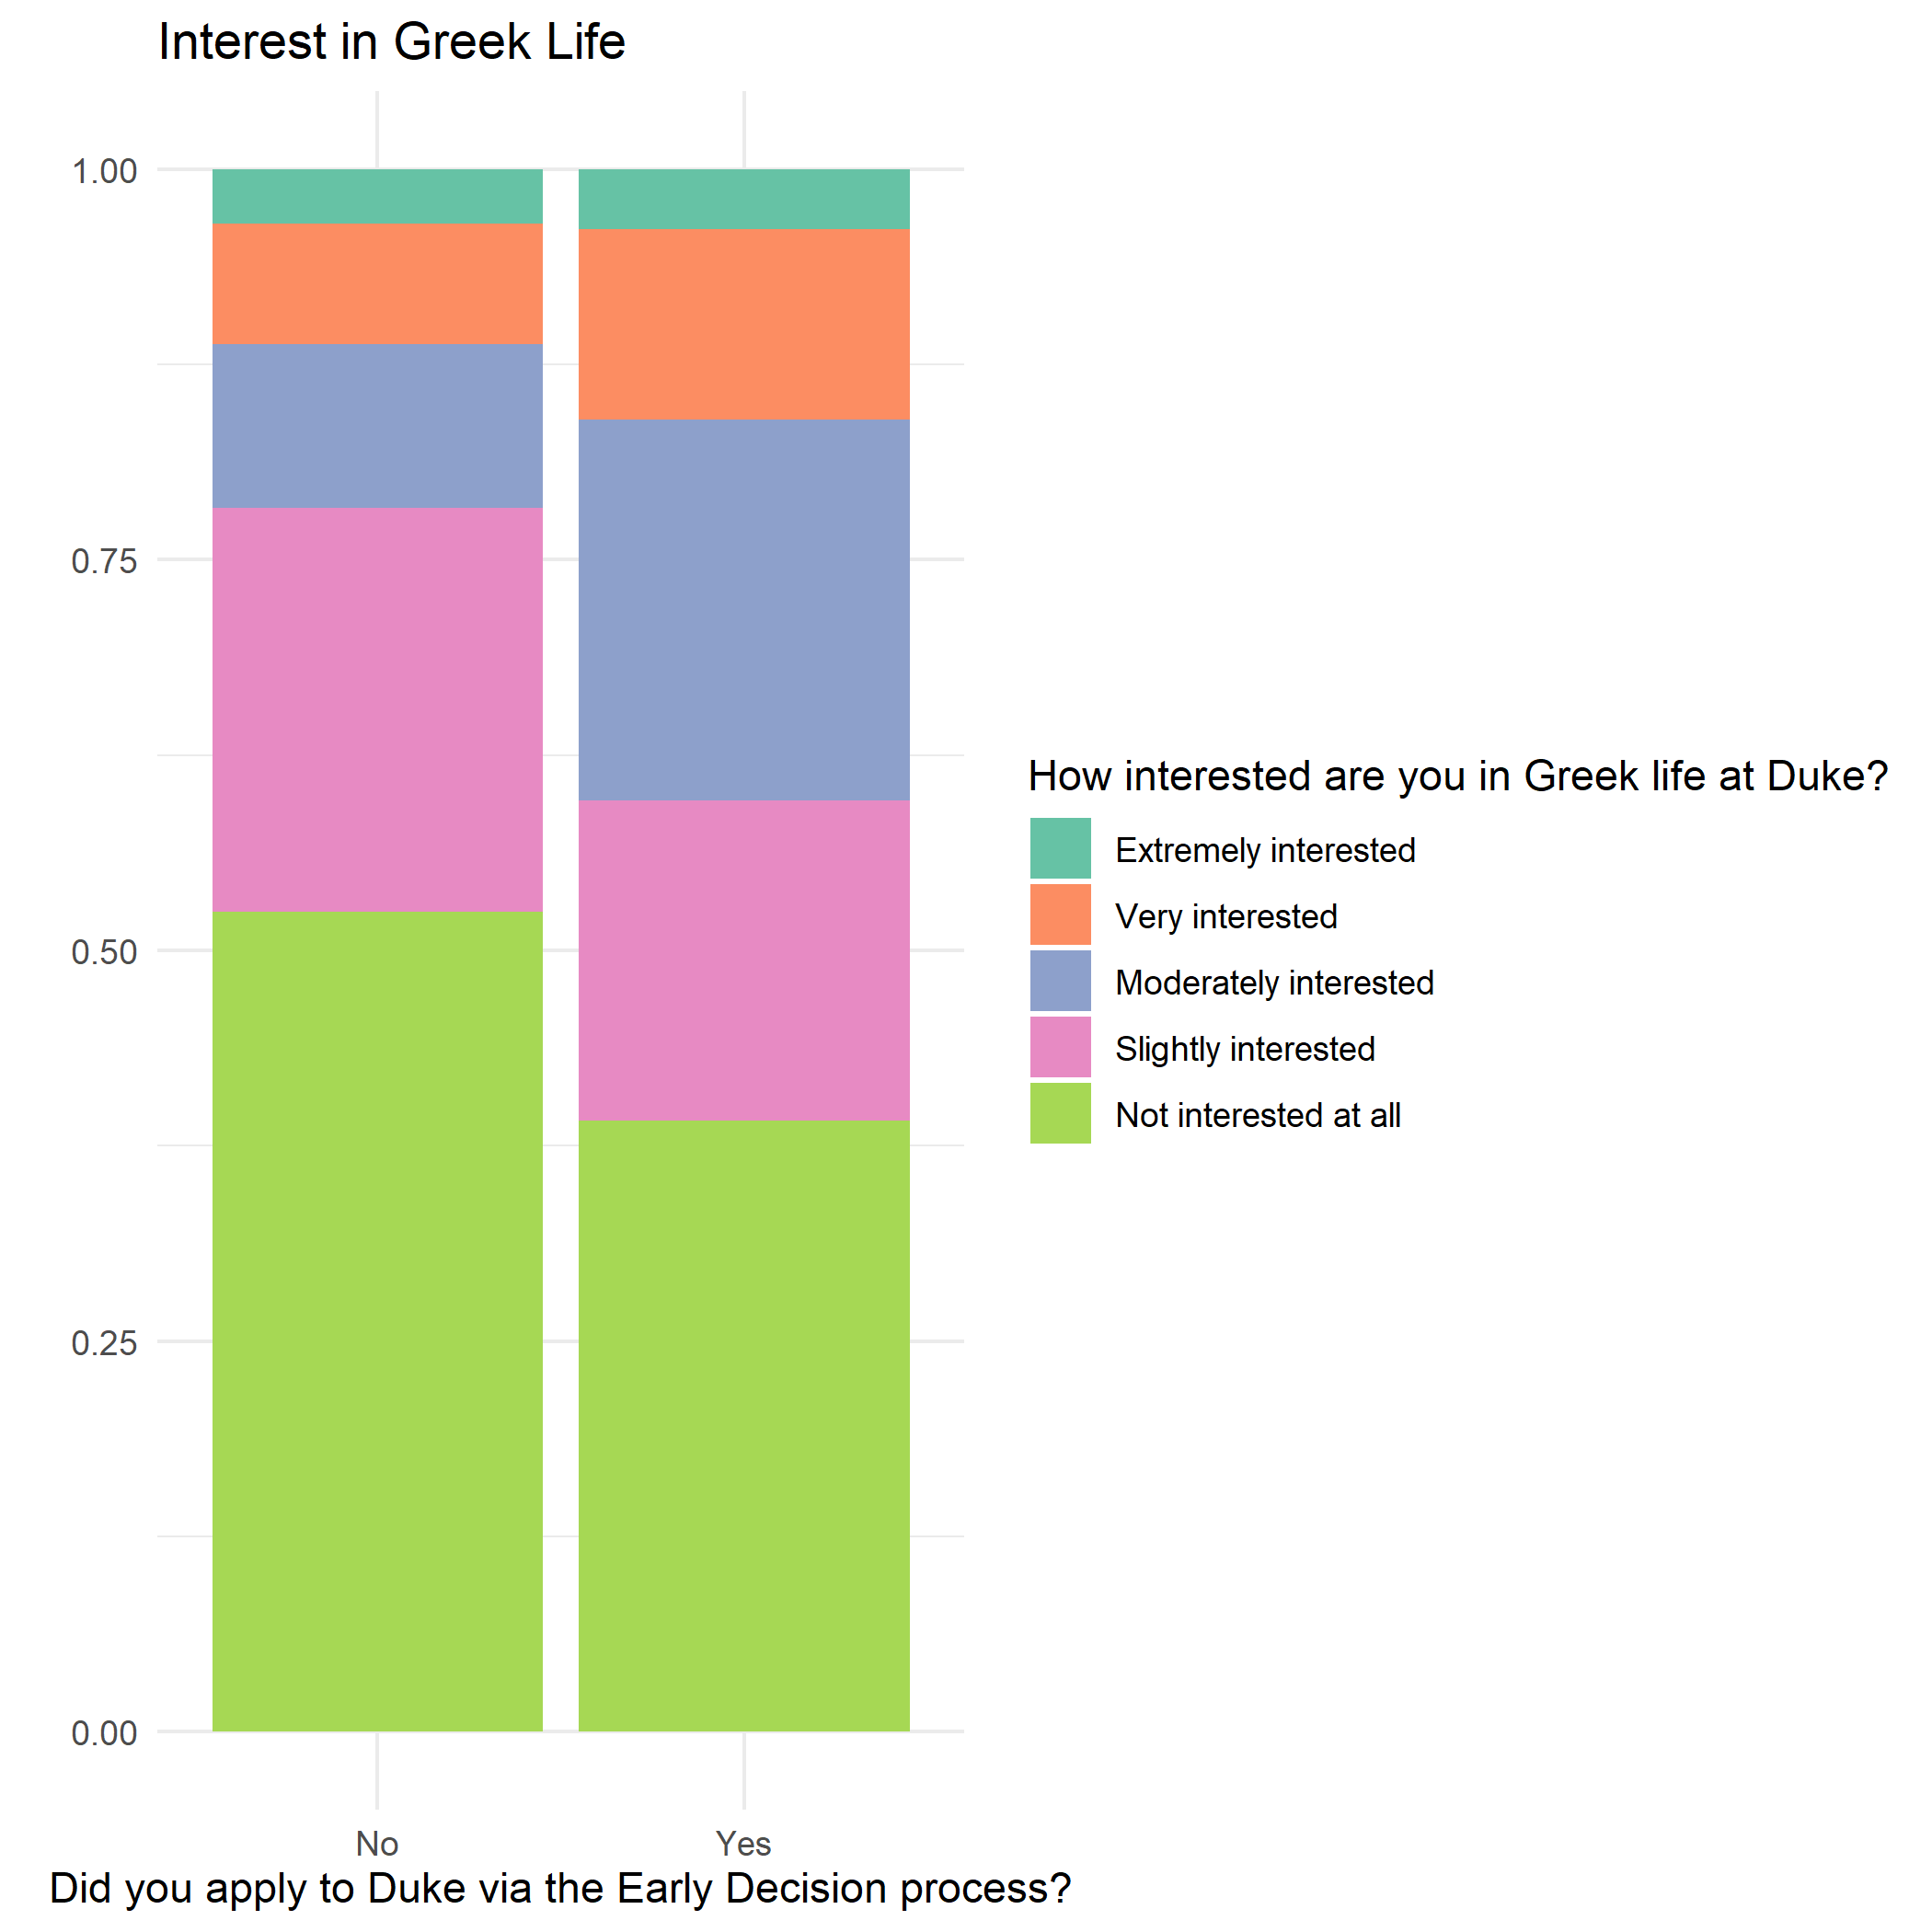 Interest in Greek Life
1.00
0.75
0.50
0.25
0.00
No Yes
Did you apply to Duke via the Early Decision process?
How interested are you in Greek life at Duke?
Extremely interested
Very interested
Moderately interested
Slightly interested
Not interested at all